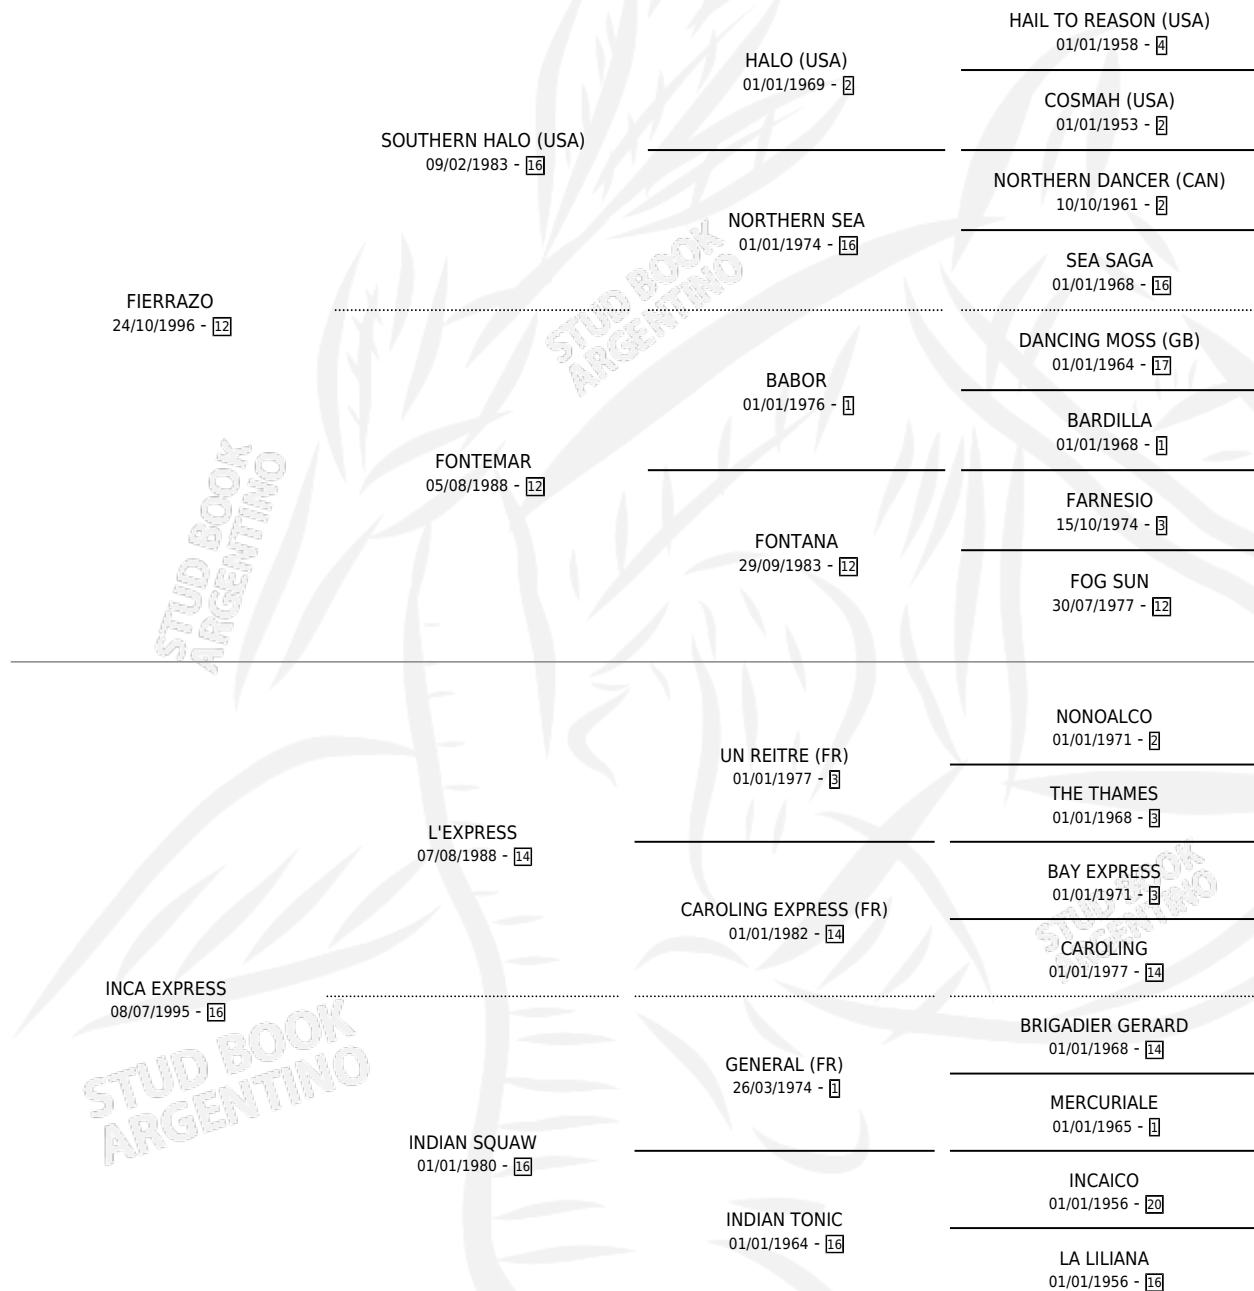 HAIL TO REASON (USA)
01/01/1958 - 4
HALO (USA)
01/01/1969 - 2
COSMAH (USA)
01/01/1953 - 2
SOUTHERN HALO (USA)
09/02/1983 - 16
NORTHERN DANCER (CAN)
10/10/1961 - 2
NORTHERN SEA
01/01/1974 - 16
SEA SAGA
01/01/1968 - 16
FIERRAZO
24/10/1996 - 12
DANCING MOSS (GB)
01/01/1964 - 17
BABOR
01/01/1976 - 1
BARDILLA
01/01/1968 - 1
FONTEMAR
05/08/1988 - 12
FARNESIO
15/10/1974 - 3
FONTANA
29/09/1983 - 12
FOG SUN
30/07/1977 - 12
NONOALCO
01/01/1971 - 2
UN REITRE (FR)
01/01/1977 - 3
THE THAMES
01/01/1968 - 3
L'EXPRESS
07/08/1988 - 14
BAY EXPRESS
01/01/1971 - 3
CAROLING EXPRESS (FR)
01/01/1982 - 14
CAROLING
01/01/1977 - 14
INCA EXPRESS
08/07/1995 - 16
BRIGADIER GERARD
01/01/1968 - 14
GENERAL (FR)
26/03/1974 - 1
MERCURIALE
01/01/1965 - 1
INDIAN SQUAW
01/01/1980 - 16
INCAICO
01/01/1956 - 20
INDIAN TONIC
01/01/1964 - 16
LA LILIANA
01/01/1956 - 16
STUD BOOK
ARGENTINO
STUD BOOK
ARGENTINO
STUD BOOK
ARGENTINO
STUD BOOK
ARGENTINO